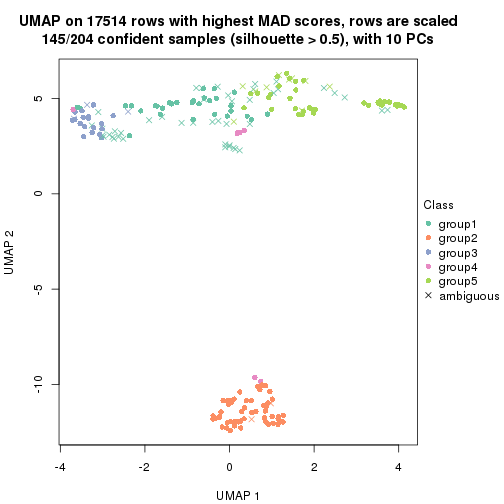 UMAP on 17514 rows with highest MAD scores, rows are scaled
145/204 confident samples (silhouette > 0.5), with 10 PCs
5
0
-5
-10
UMAP 2
-4
-2
0
2
4
UMAP 1
Class
group1
group2
group3
group4
group5
ambiguous